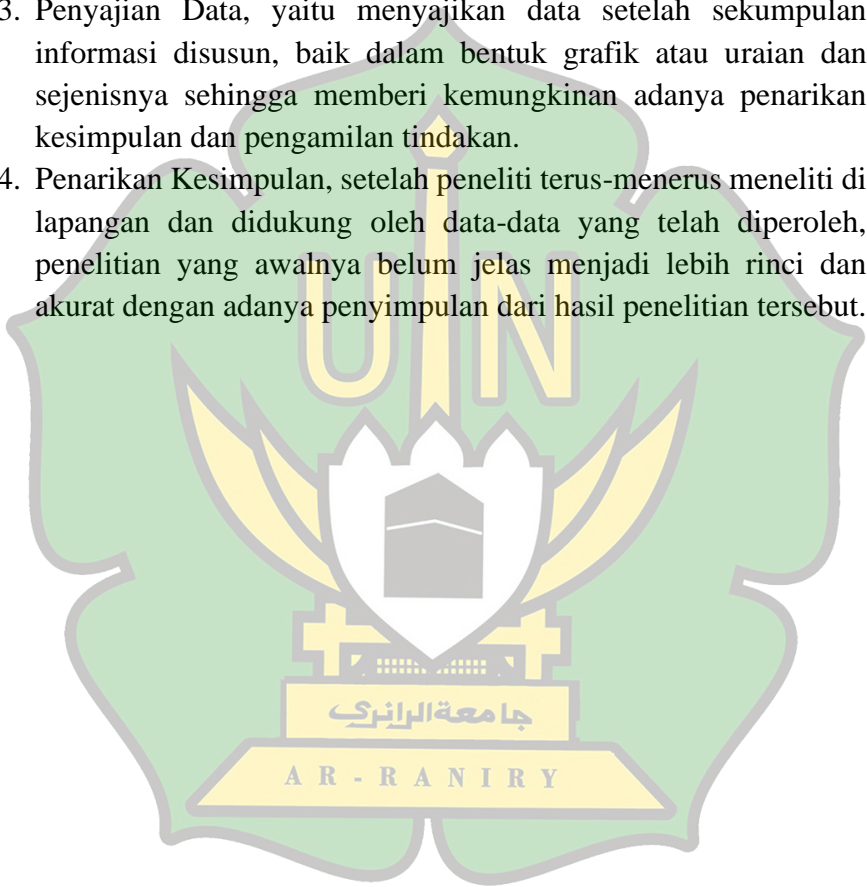 3. Penyajian Data, yaitu menyajikan data setelah sekumpulan
informasi disusun, baik dalam bentuk grafik atau uraian dan
sejenisnya sehingga memberi kemungkinan adanya penarikan
kesimpulan dan pengamilan tindakan.
4. Penarikan Kesimpulan, setelah peneliti terus-menerus meneliti di
lapangan dan didukung oleh data-data yang telah diperoleh,
penelitian yang awalnya belum jelas menjadi lebih rinci dan
akurat dengan adanya penyimpulan dari hasil penelitian tersebut.
UIN
جامعة الرانري
AR-RANIRY